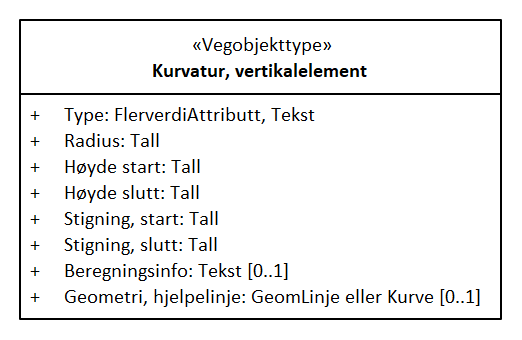 «Vegobjekttype»
Kurvatur, vertikalelement
+ Type: FlerverdiAttributt, Tekst
+ Radius: Tall
+ Høyde start: Tall
+ Høyde slutt: Tall
+ Stigning, start: Tall
+ Stigning, slutt: Tall
+ Beregningsinfo: Tekst [0..1]
+ Geometri, hjelpelinje: GeomLinje eller Kurve [0..1]